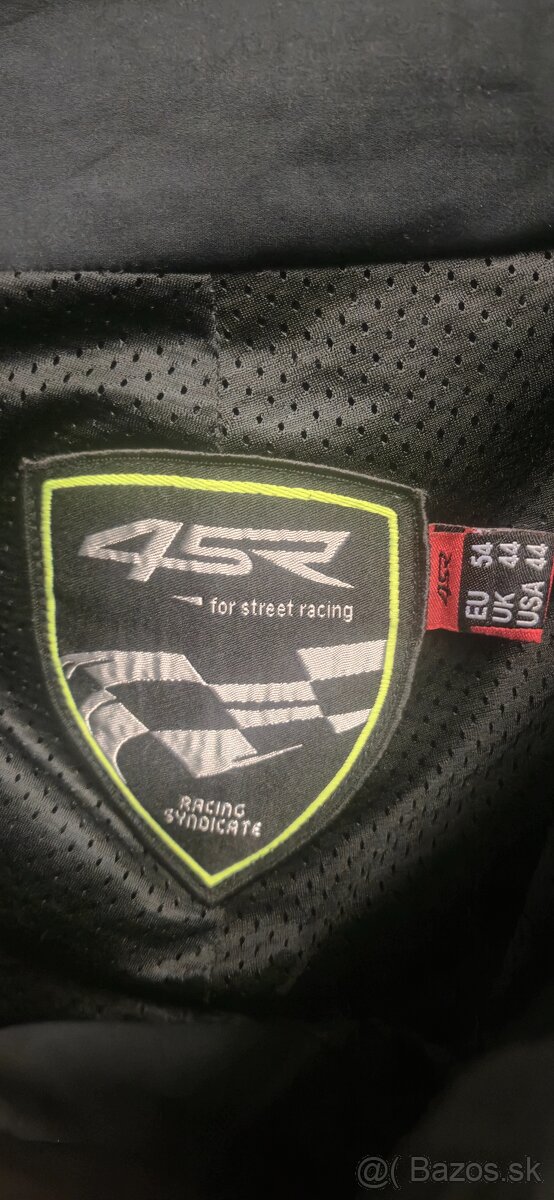 4SR
for street racing
RACING
SYNDICATE
4SR
EU 54
UK 44
USA 44
@( Bazos.sk